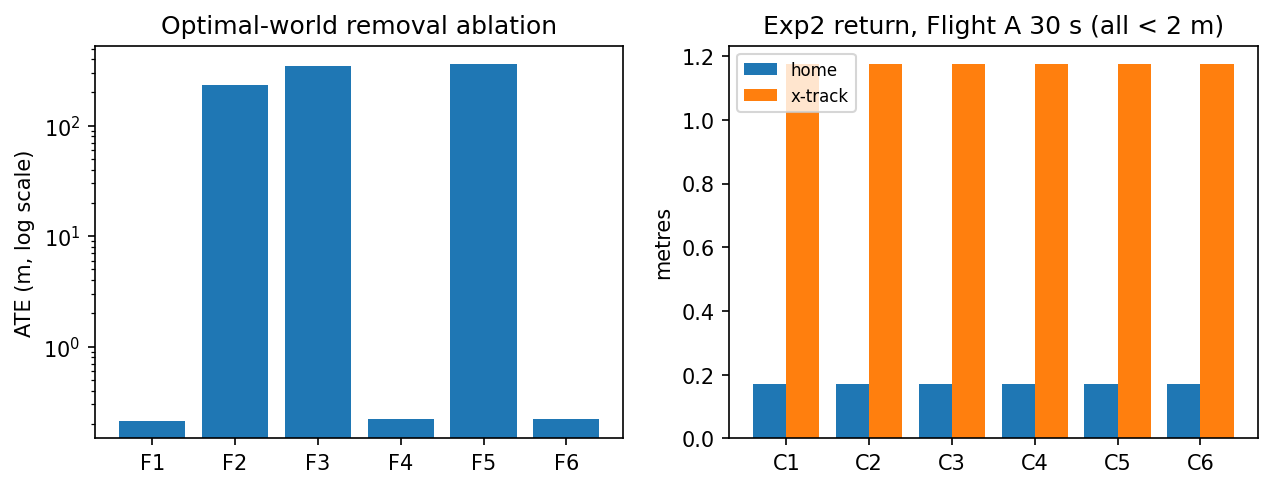 Optimal-world removal ablation
ATE (m, log scale)
10²
10¹
10⁰
F1 F2 F3 F4 F5 F6
Exp2 return, Flight A 30 s (all < 2 m)
home
x-track
metres
1.2
1.0
0.8
0.6
0.4
0.2
0.0
C1 C2 C3 C4 C5 C6